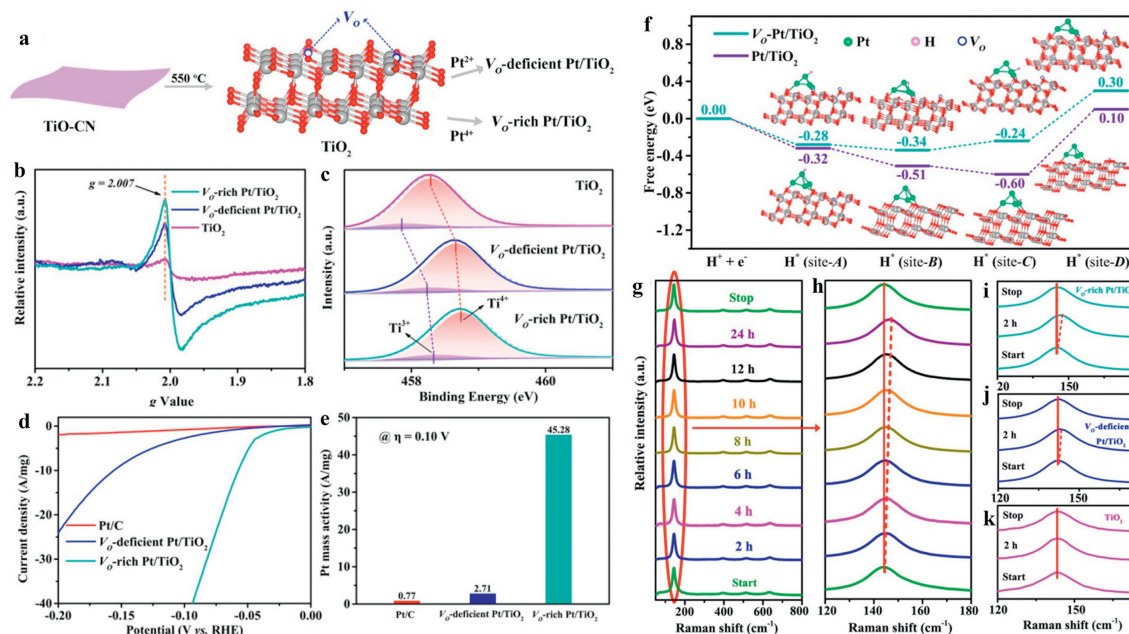 a
V_O
TiO-CN
550 °C
TiO₂
Pt²⁺
V_O-deficient Pt/TiO₂
Pt⁴⁺
V_O-rich Pt/TiO₂
b
g = 2.007
V_O-rich Pt/TiO₂
V_O-deficient Pt/TiO₂
TiO₂
Relative intensity (a.u.)
2.2 2.1 2.0 1.9 1.8
g Value
c
TiO₂
V_O-deficient Pt/TiO₂
V_O-rich Pt/TiO₂
Ti³⁺
Ti⁴⁺
Intensity (a.u.)
458 460
Binding Energy (eV)
d
0
-10
-20
-30
-40
Current density (A/mg)
Pt/C
V_O-deficient Pt/TiO₂
V_O-rich Pt/TiO₂
-0.20 -0.15 -0.10 -0.05 0.00
Potential (V vs. RHE)
e
@ η = 0.10 V
50
40
30
20
10
0
Pt mass activity (A/mg)
0.77
2.71
45.28
Pt/C V_O-deficient Pt/TiO₂ V_O-rich Pt/TiO₂
f
V_O-Pt/TiO₂
Pt/TiO₂
Pt H V_O
Free energy (eV)
0.8
0.4
0.0
-0.4
-0.8
-1.2
0.00
-0.28
-0.34
-0.24
0.30
-0.32
-0.51
-0.60
0.10
H⁺ + e⁻ H* (site-A) H* (site-B) H* (site-C) H* (site-D)
g
Relative intensity (a.u.)
Stop
24 h
12 h
10 h
8 h
6 h
4 h
2 h
Start
200 400 600 800
Raman shift (cm⁻¹)
h
120 140 160 180
Raman shift (cm⁻¹)
i
Stop
V_O-rich Pt/TiO₂
2 h
Start
20 150
j
Stop
V_O-deficient
Pt/TiO₂
2 h
Start
120 150
k
Stop
TiO₂
2 h
Start
120 150
Raman shift (cm⁻¹)